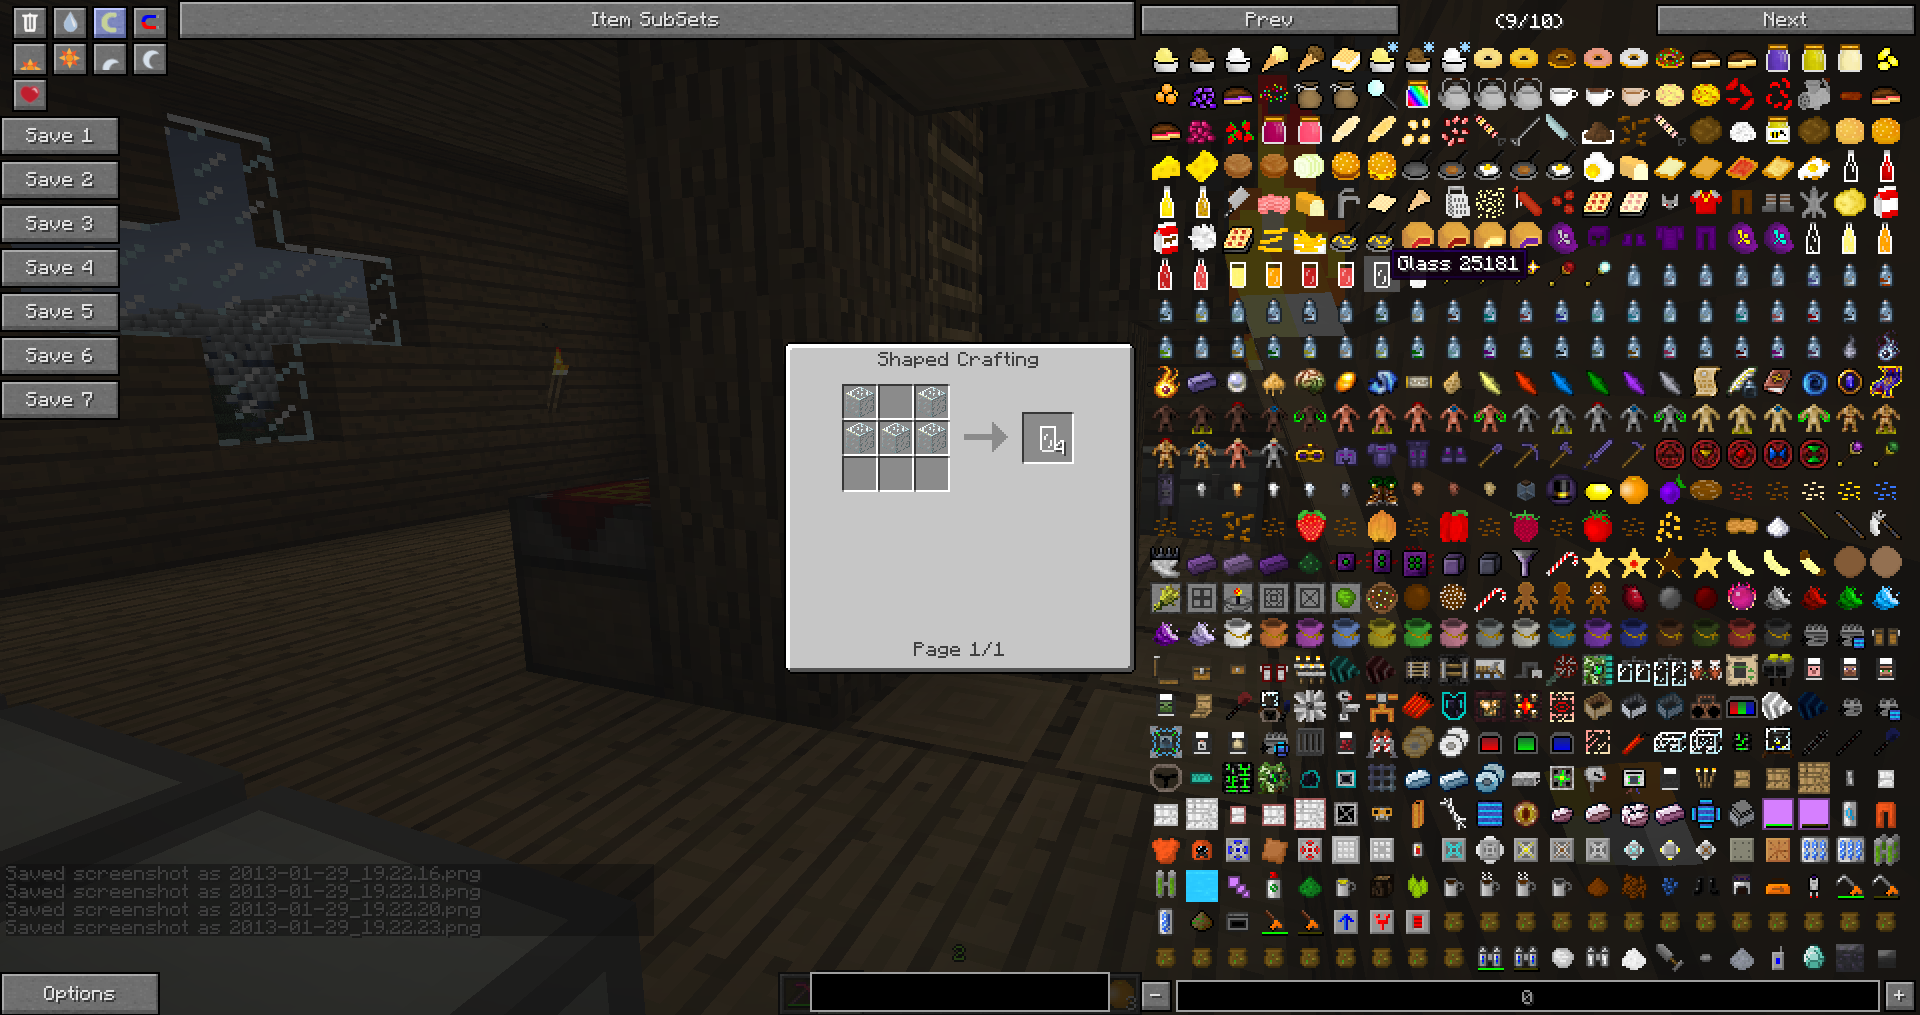 Item SubSets
Prev
(9/10)
Next
Save 1
Save 2
Save 3
Save 4
Save 5
Save 6
Save 7
Glass 25181
Shaped Crafting
4
Page 1/1
Saved screenshot as 2013-01-29_19.22.16.png
Saved screenshot as 2013-01-29_19.22.18.png
Saved screenshot as 2013-01-29_19.22.20.png
Saved screenshot as 2013-01-29_19.22.23.png
2
Options
3
-
0
+